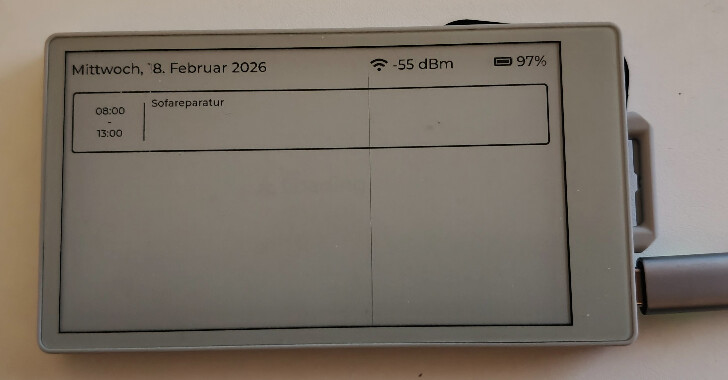 Mittwoch, 8. Februar 2026
-55 dBm
97%
08:00
-
13:00
Sofareparatur